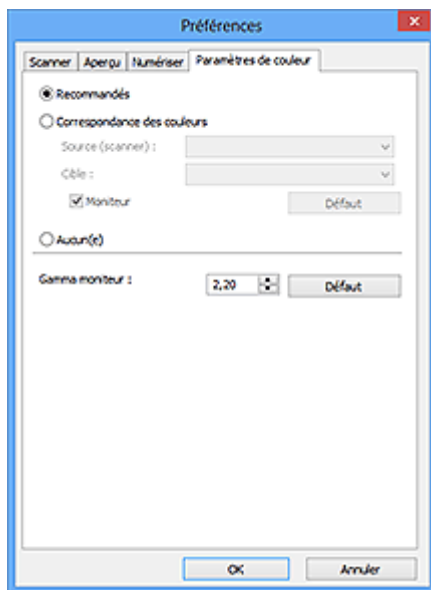 Préférences
Scanner Aperçu Numériser Paramètres de couleur
Recommandés
Correspondance des couleurs
Source (scanner) :
Cible :
Moniteur Défaut
Aucun(e)
Gamma moniteur : 2,20 Défaut
OK Annuler